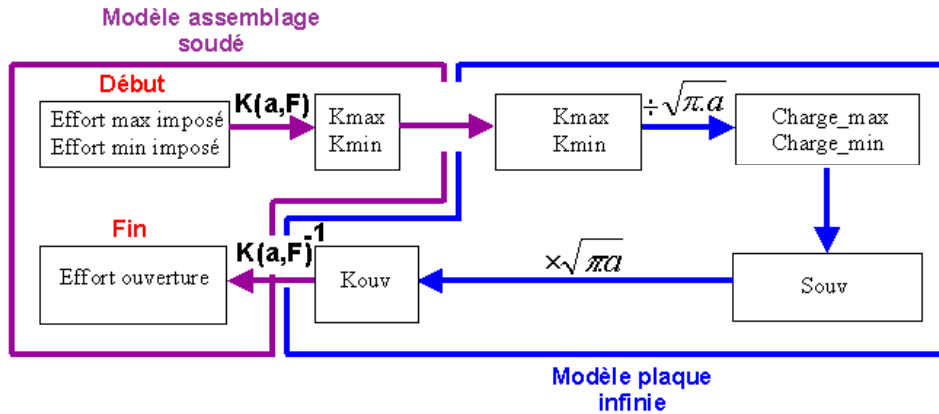 Modèle assemblage
soudé
Début
Effort max imposé
Effort min imposé
K(a,F)
Kmax
Kmin
Kmax
Kmin
÷√π.a
Charge_max
Charge_min
Fin
Effort ouverture
K(a,F)⁻¹
Kouv
×√πa
Souv
Modèle plaque
infinie